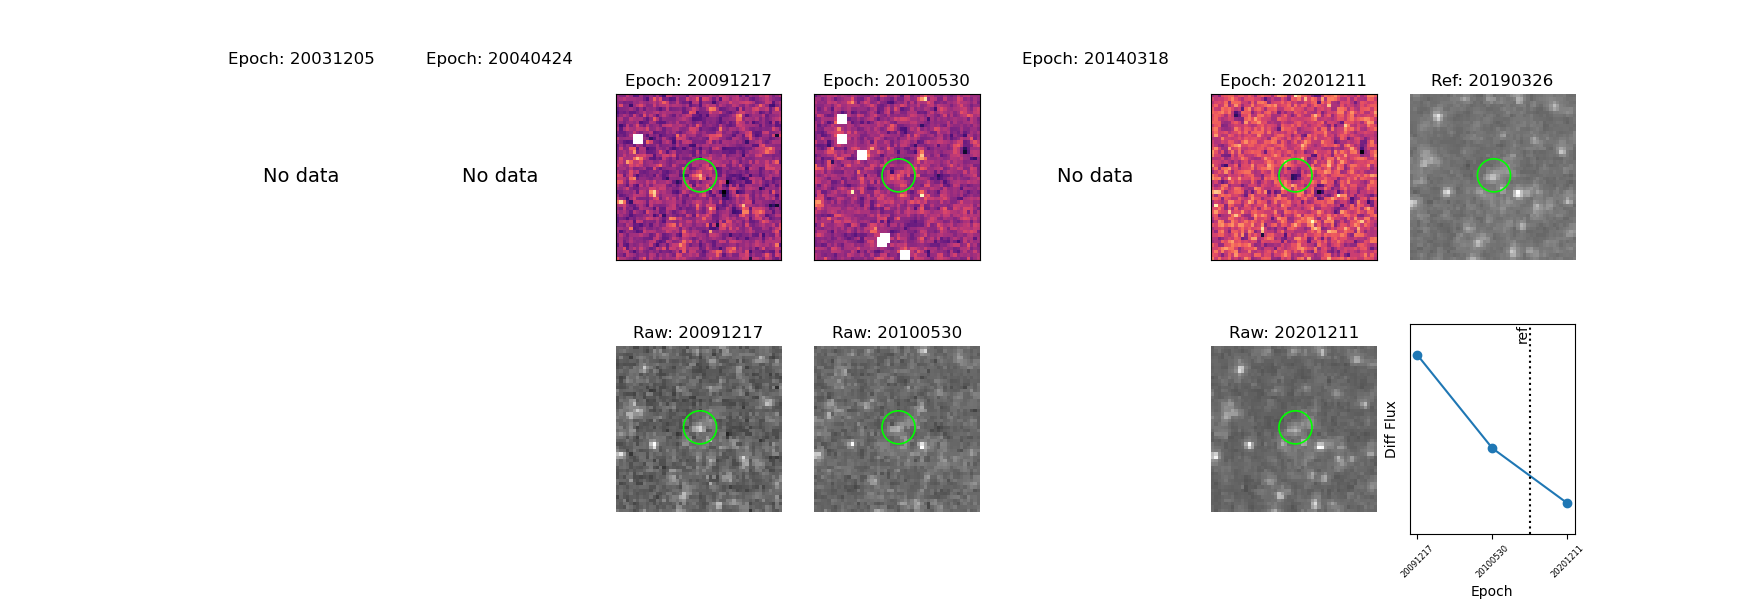 Epoch: 20031205
Epoch: 20040424
Epoch: 20091217
Epoch: 20100530
Epoch: 20140318
Epoch: 20201211
Ref: 20190326
No data
No data
No data
Raw: 20091217
Raw: 20100530
Raw: 20201211
ref
Diff Flux
20091217
20100530
20201211
Epoch